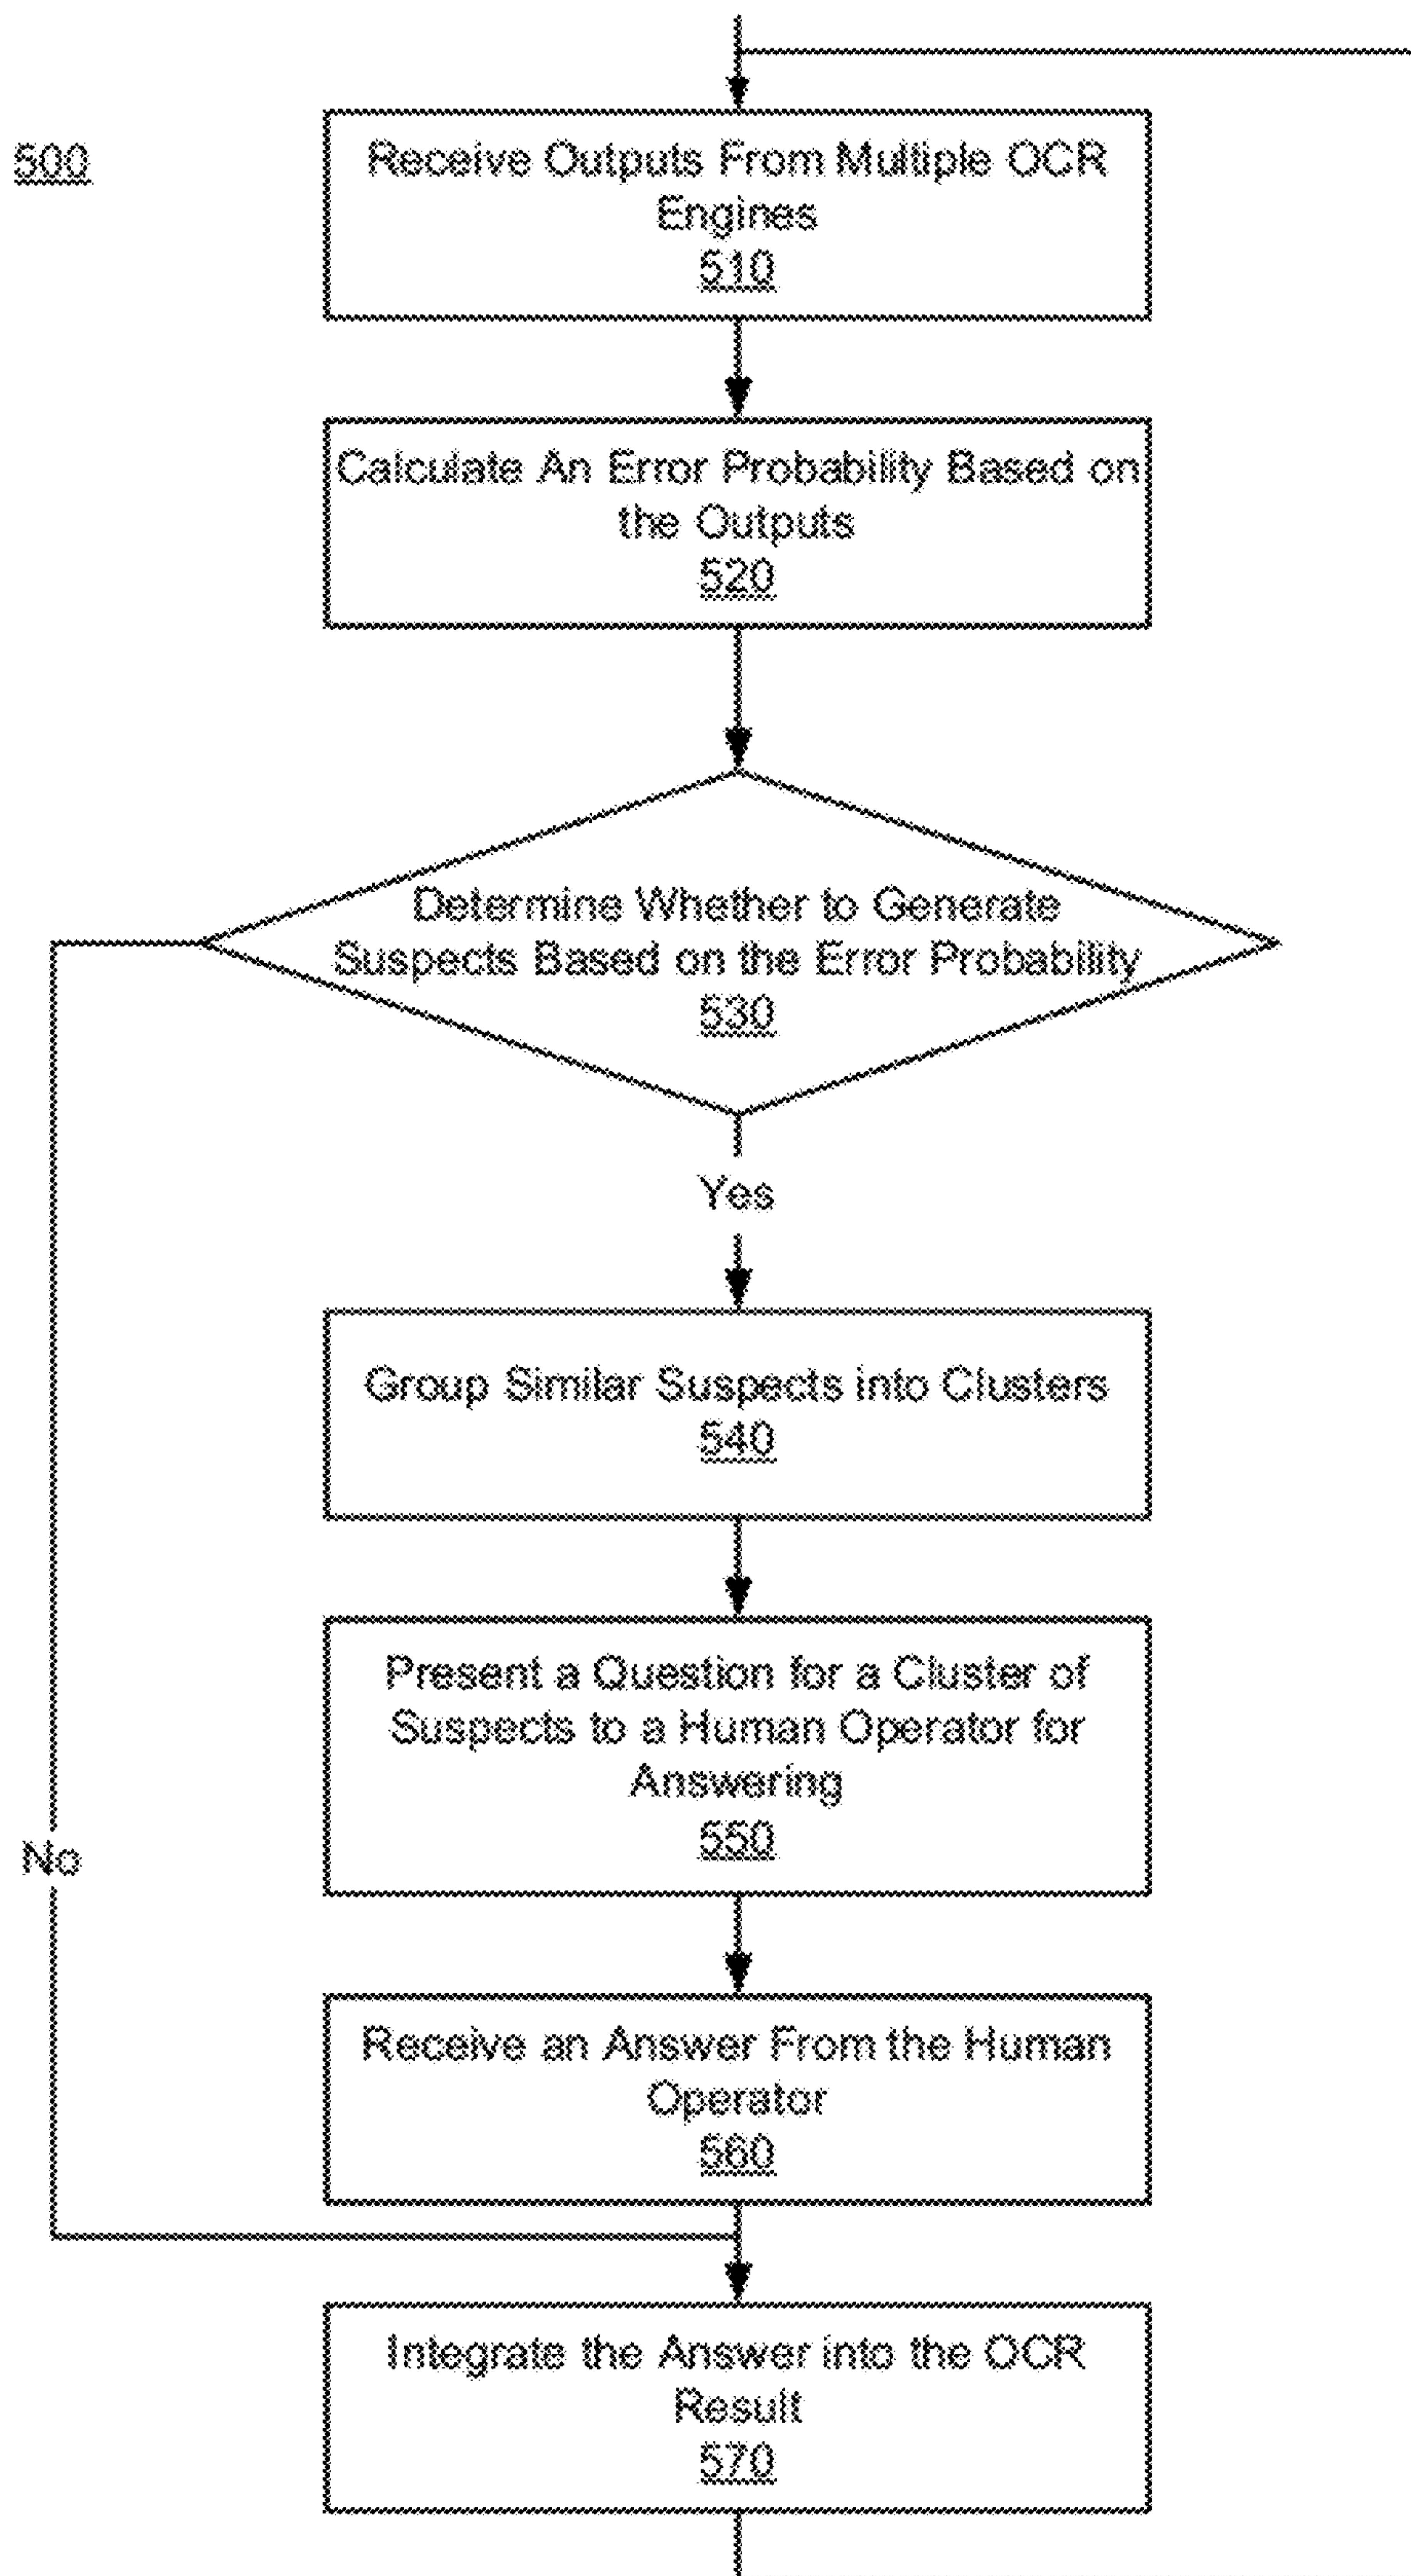 500
Receive Outputs From Multiple OCR
Engines
510
Calculate An Error Probability Based on
the Outputs
520
Determine Whether to Generate
Suspects Based on the Error Probability
530
Yes
Group Similar Suspects into Clusters
540
Present a Question for a Cluster of
Suspects to a Human Operator for
Answering
550
No
Receive an Answer From the Human
Operator
560
Integrate the Answer into the OCR
Result
570